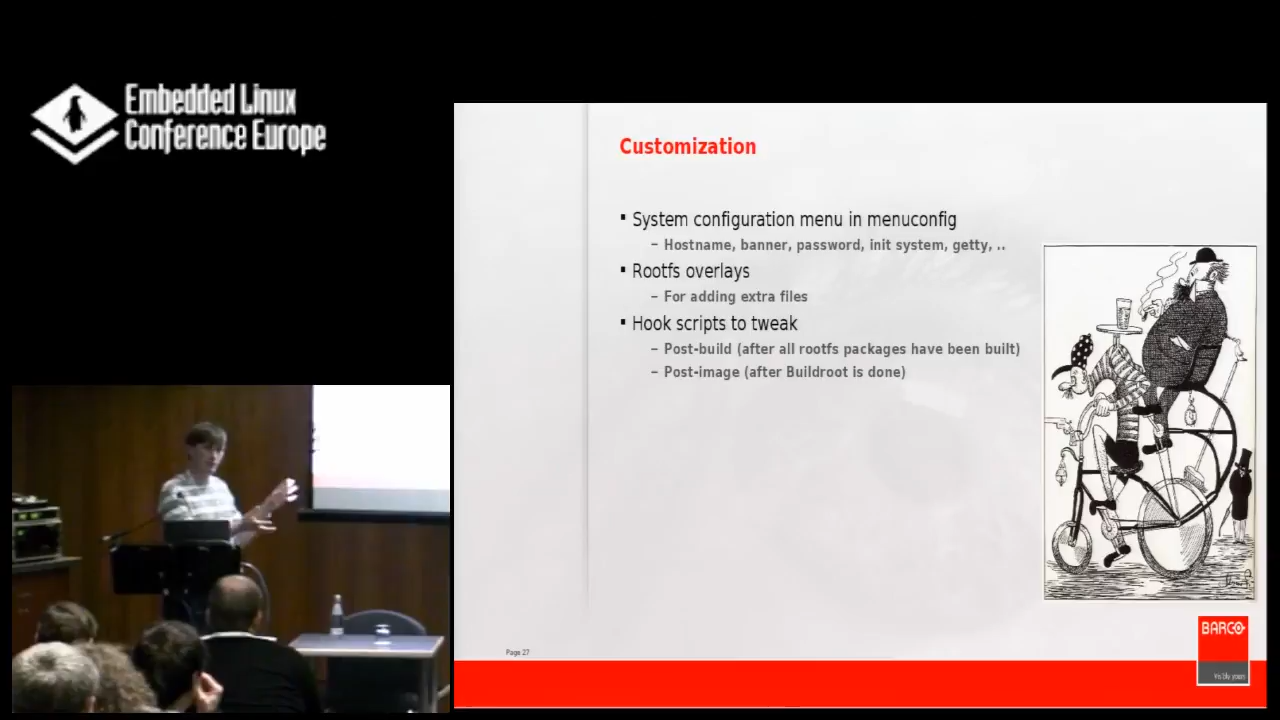 Embedded Linux
Conference Europe
Customization
▪ System configuration menu in menuconfig
– Hostname, banner, password, init system, getty, ..
▪ Rootfs overlays
– For adding extra files
▪ Hook scripts to tweak
– Post-build (after all rootfs packages have been built)
– Post-image (after Buildroot is done)
Page 27
BARCO
Visibly yours